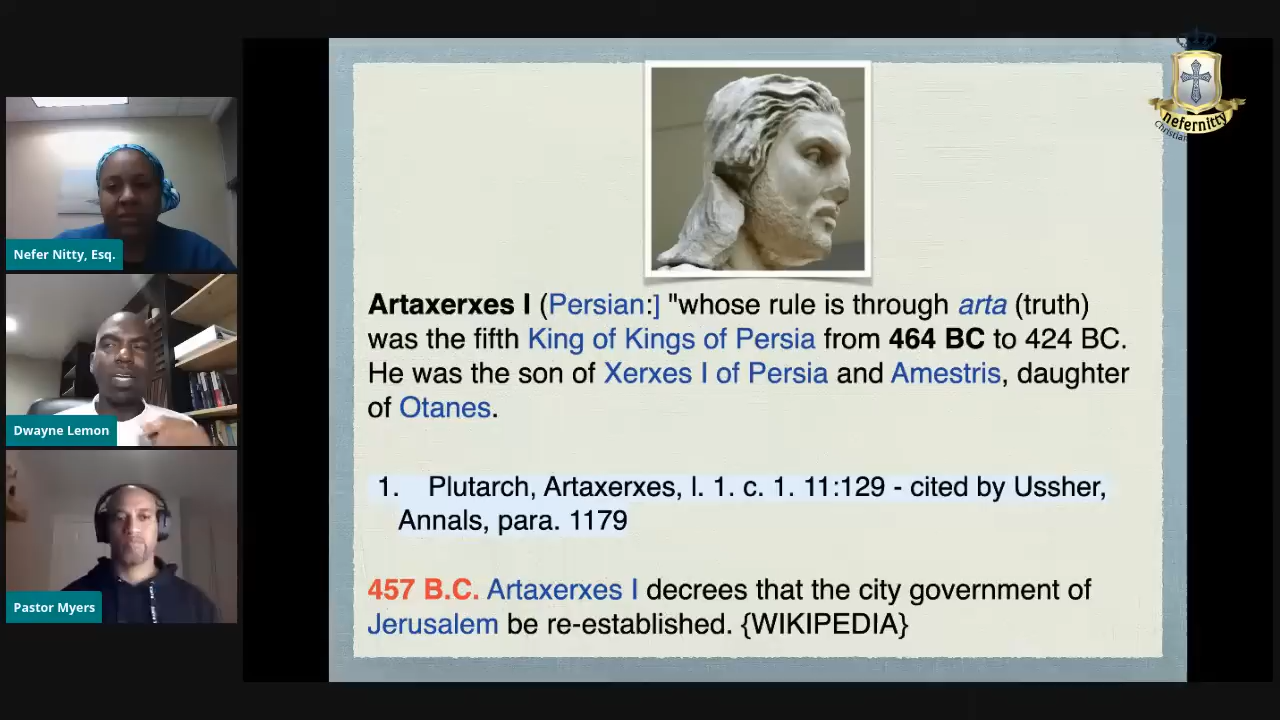 nefernitty
Christian
Nefer Nitty, Esq.
Dwayne Lemon
Pastor Myers
Artaxerxes I (Persian:] "whose rule is through arta (truth)
was the fifth King of Kings of Persia from 464 BC to 424 BC.
He was the son of Xerxes I of Persia and Amestris, daughter
of Otanes.
1. Plutarch, Artaxerxes, l. 1. c. 1. 11:129 - cited by Ussher,
Annals, para. 1179
457 B.C. Artaxerxes I decrees that the city government of
Jerusalem be re-established. {WIKIPEDIA}